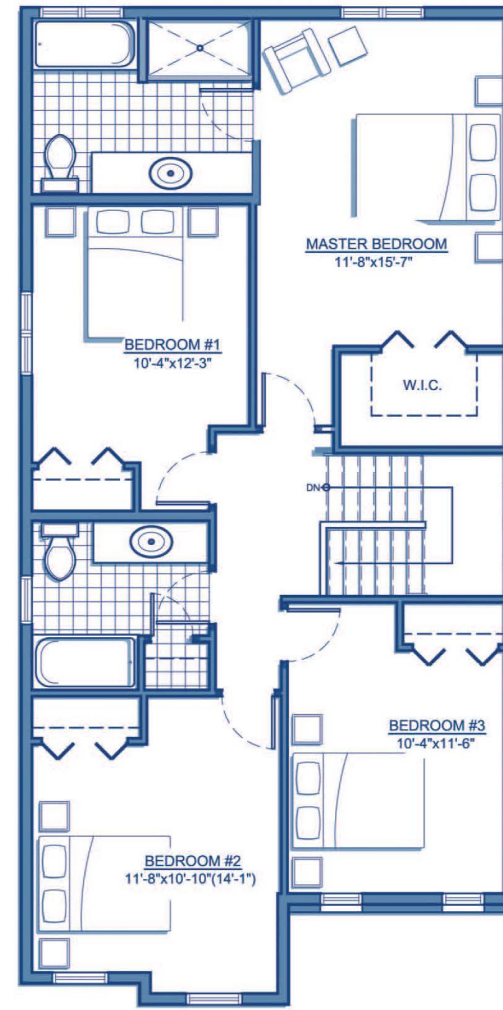 MASTER BEDROOM
11'-8"x15'-7"
BEDROOM #1
10'-4"x12'-3"
W.I.C.
DN
BEDROOM #3
10'-4"x11'-6"
BEDROOM #2
11'-8"x10'-10"(14'-1")